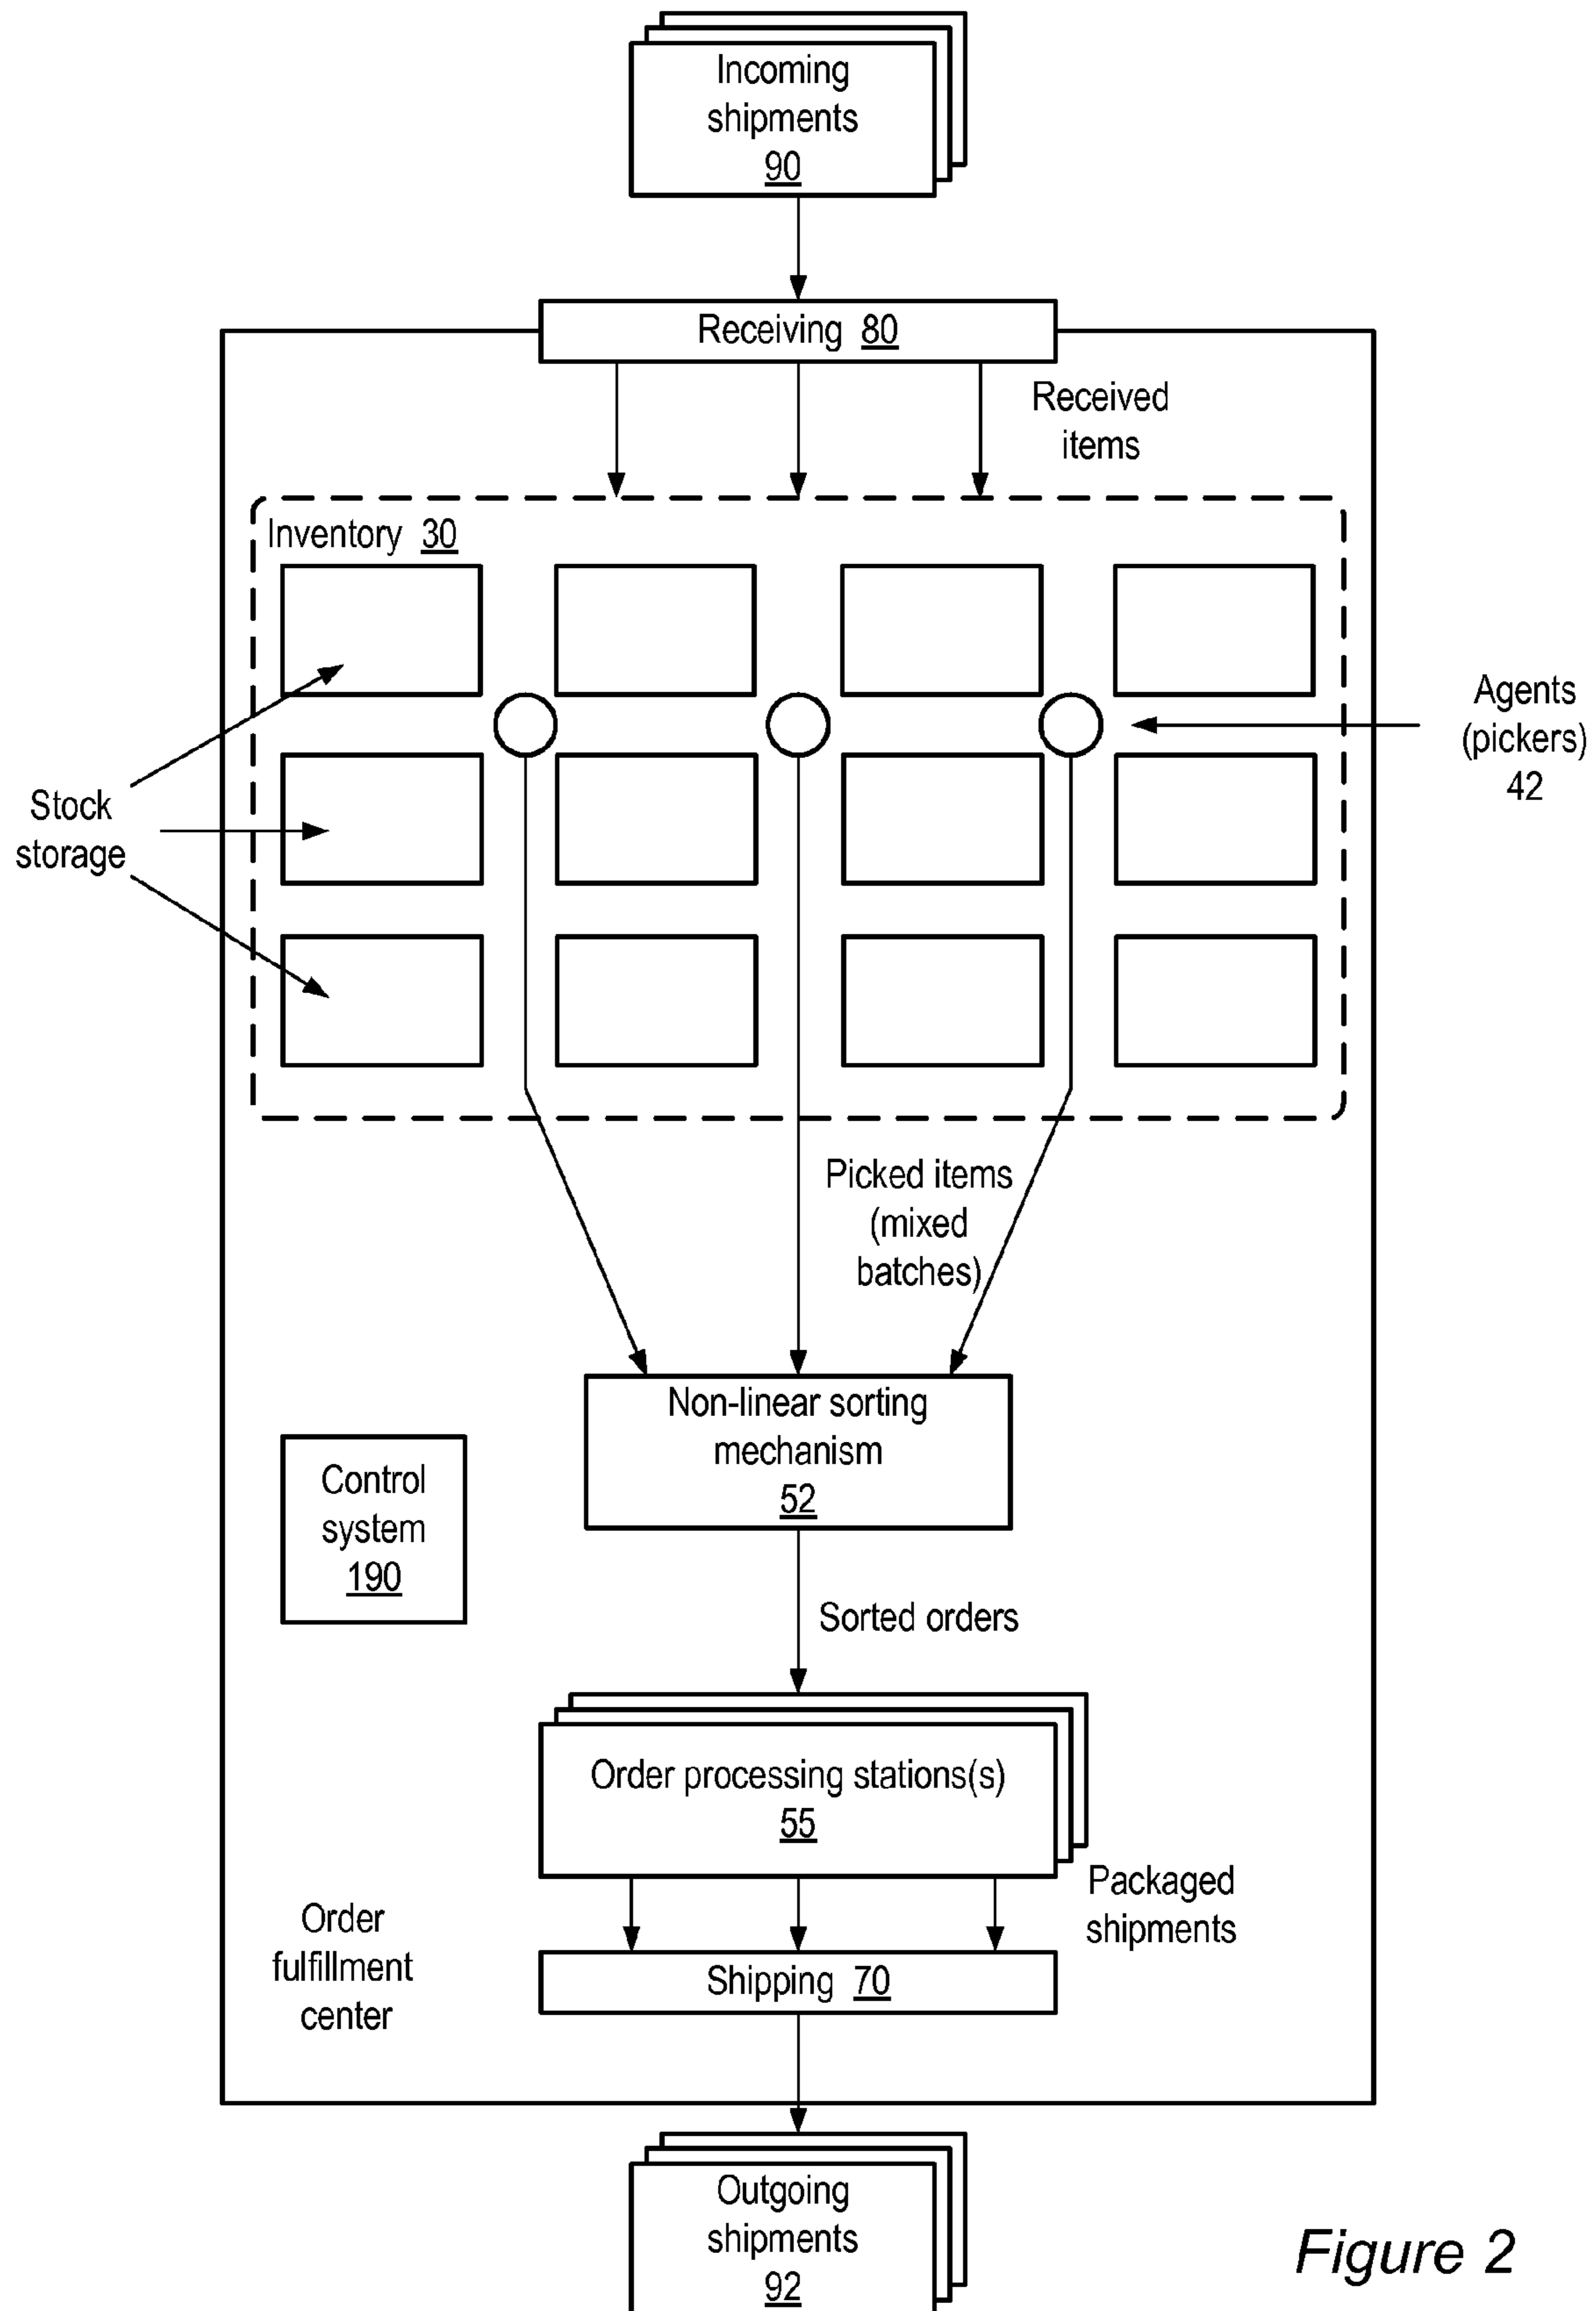 Incoming
shipments
90
Receiving 80
Received
items
Inventory 30
Agents
(pickers)
42
Stock
storage
Picked items
(mixed
batches)
Non-linear sorting
mechanism
52
Control
system
190
Sorted orders
Order processing stations(s)
55
Packaged
shipments
Order
fulfillment
center
Shipping 70
Outgoing
shipments
92
Figure 2